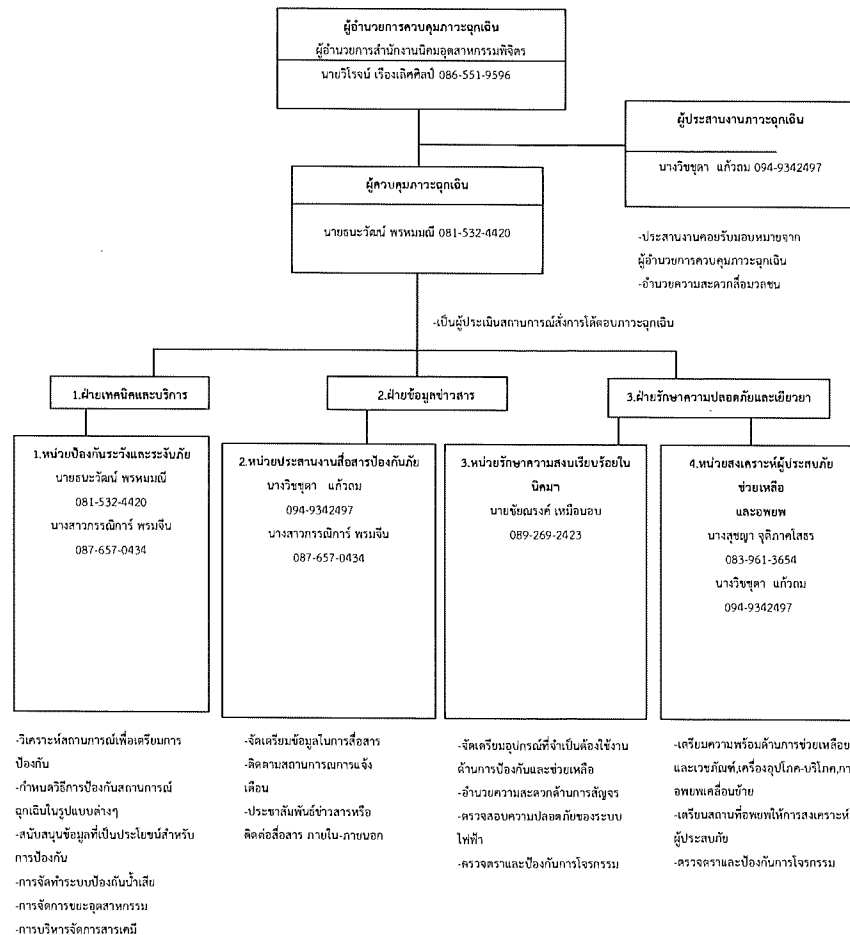 ผู้อำนวยการควบคุมภาวะฉุกเฉิน
ผู้อำนวยการสำนักงานนิคมอุตสาหกรรมพิจิตร
นายวิโรจน์ เรืองเลิศศิลป์ 086-551-9596
ผู้ประสานงานภาวะฉุกเฉิน
นางวิชชุดา แก้วถม 094-9342497
ผู้ควบคุมภาวะฉุกเฉิน
นายธนะวัฒน์ พรหมมณี 081-532-4420
-ประสานงานคอยรับมอบหมายจาก
ผู้อำนวยการควบคุมภาวะฉุกเฉิน
-อำนวยความสะดวกสื่อมวลชน
-เป็นผู้ประเมินสถานการณ์สั่งการโต้ตอบภาวะฉุกเฉิน
1.ฝ่ายเทคนิคและบริการ
2.ฝ่ายข้อมูลข่าวสาร
3.ฝ่ายรักษาความปลอดภัยและเยียวยา
1.หน่วยป้องกันระวังและระงับภัย
นายธนะวัฒน์ พรหมมณี
081-532-4420
นางสาวกรรณิการ์ พรมจีน
087-657-0434
2.หน่วยประสานงานสื่อสารป้องกันภัย
นางวิชชุดา แก้วถม
094-9342497
นางสาวกรรณิการ์ พรมจีน
087-657-0434
3.หน่วยรักษาความสงบเรียบร้อยใน
นิคมฯ
นายชัยณรงค์ เหมือนอบ
089-269-2423
4.หน่วยสงเคราะห์ผู้ประสบภัย
ช่วยเหลือ
และอพยพ
นางสุชญา จุติภาคโสธร
083-961-3654
นางวิชชุดา แก้วถม
094-9342497
-วิเคราะห์สถานการณ์เพื่อเตรียมการ
ป้องกัน
-กำหนดวิธีการป้องกันสถานการณ์
ฉุกเฉินในรูปแบบต่างๆ
-สนับสนุนข้อมูลที่เป็นประโยชน์สำหรับ
การป้องกัน
-การจัดทำระบบป้องกันน้ำเสีย
-การจัดการขยะอุตสาหกรรม
-การบริหารจัดการสารเคมี
-จัดเตรียมข้อมูลในการสื่อสาร
-ติดตามสถานการณการแจ้ง
เตือน
-ประชาสัมพันธ์ข่าวสารหรือ
ติดต่อสื่อสาร ภายใน-ภายนอก
-จัดเตรียมอุปกรณ์ที่จำเป็นต้องใช้งาน
ด้านการป้องกันและช่วยเหลือ
-อำนวยความสะดวกด้านการสัญจร
-ตรวจสอบความปลอดภัยของระบบ
ไฟฟ้า
-ตรวจตราและป้องกันการโจรกรรม
-เตรียมความพร้อมด้านการช่วยเหลือย
และเวชภัณฑ์,เครื่องอุปโภค-บริโภค,กา
อพยพเคลื่อนย้าย
-เตรียมสถานที่อพยพให้การสงเคราะห์
ผู้ประสบภัย
-ตรวจตราและป้องกันการโจรกรรม